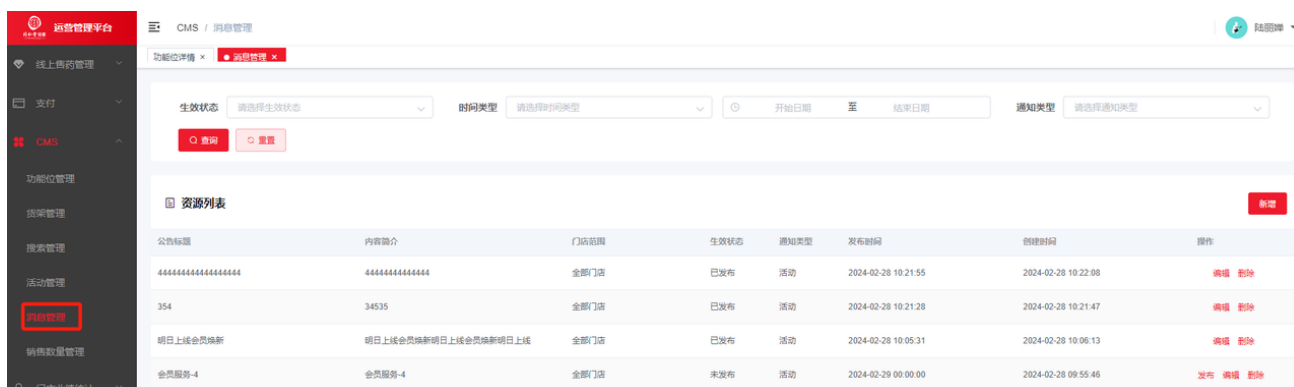 运营管理平台
CMS / 消息管理
陆丽婵
功能位详情 ×
消息管理 ×
线上售药管理
支付
CMS
功能位管理
货架管理
搜索管理
活动管理
消息管理
销售数量管理
生效状态 请选择生效状态
时间类型 请选择时间类型
开始日期 至 结束日期
通知类型 请选择通知类型
查询 重置
资源列表
新增
公告标题 内容简介 门店范围 生效状态 通知类型 发布时间 创建时间 操作
444444444444444444 44444444444444 全部门店 已发布 活动 2024-02-28 10:21:55 2024-02-28 10:22:08 编辑 删除
354 34535 全部门店 已发布 活动 2024-02-28 10:21:28 2024-02-28 10:21:47 编辑 删除
明日上线会员焕新 明日上线会员焕新明日上线会员焕新明日上线 全部门店 已发布 活动 2024-02-28 10:05:31 2024-02-28 10:06:13 编辑 删除
会员服务-4 会员服务-4 全部门店 未发布 活动 2024-02-29 00:00:00 2024-02-28 09:55:46 发布 编辑 删除